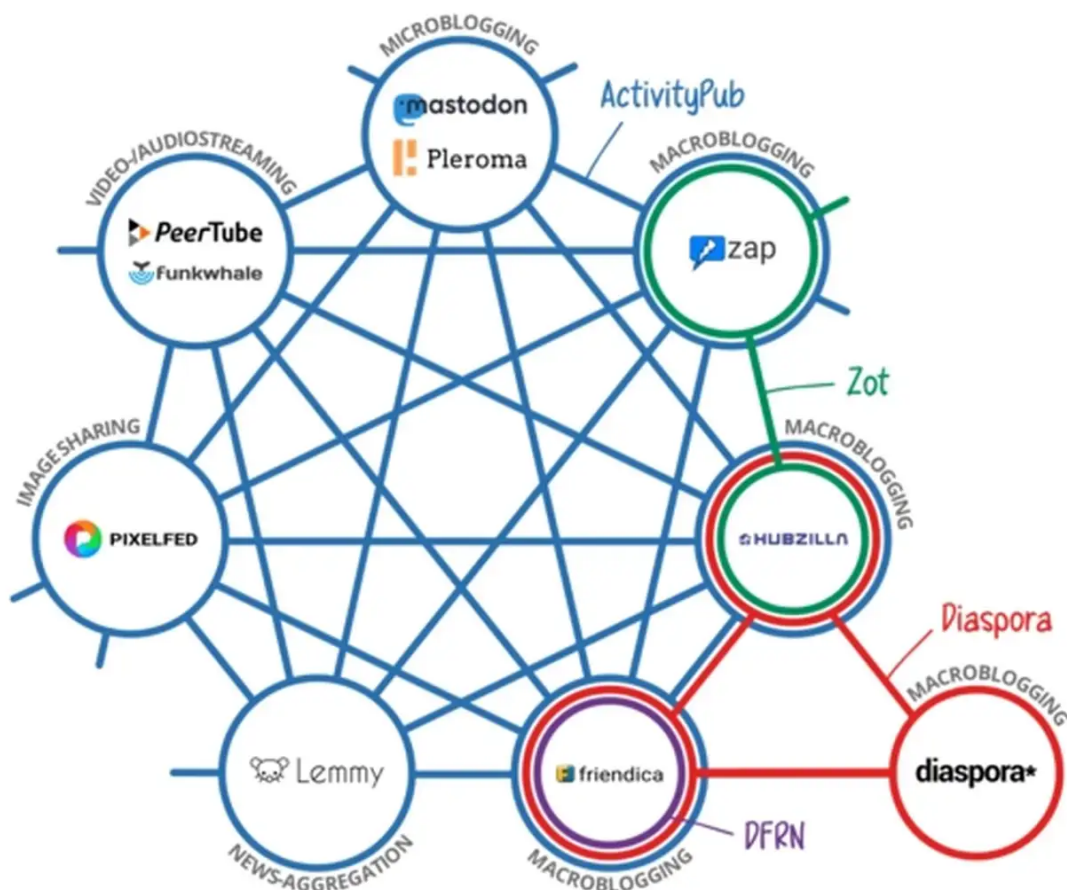 MICROBLOGGING
mastodon
Pleroma
ActivityPub
MACROBLOGGING
zap
VIDEO-/AUDIOSTREAMING
PeerTube
funkwhale
Zot
IMAGE SHARING
PIXELFED
MACROBLOGGING
HUBZILLA
Diaspora
MACROBLOGGING
diaspora*
Lemmy
NEWS-AGGREGATION
friendica
DFRN
MACROBLOGGING